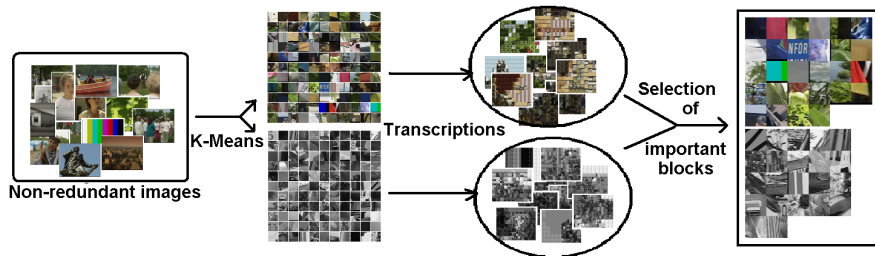 Non-redundant images
K-Means
Transcriptions
Selection
of
important
blocks
NFOR